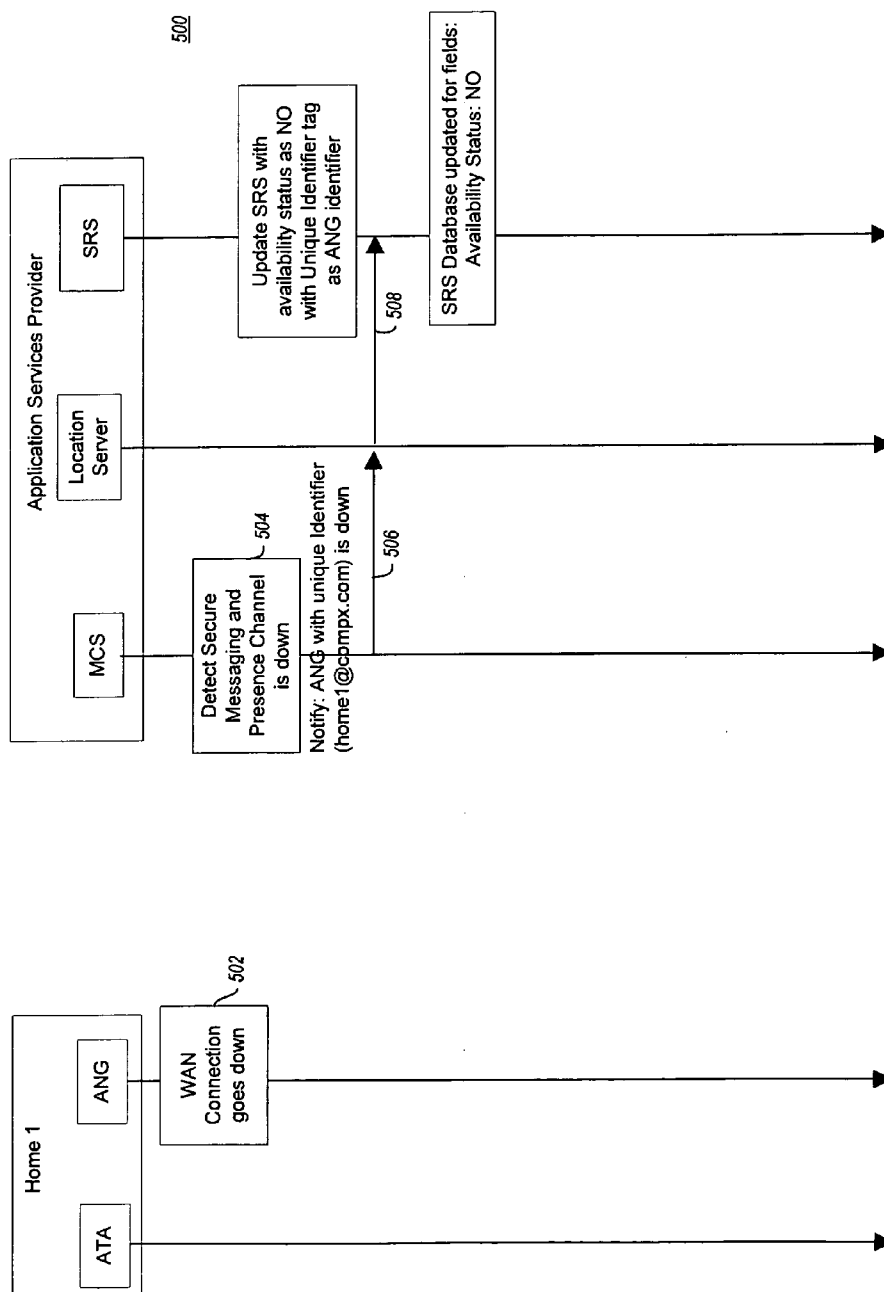 500
Home 1
ATA
ANG
WAN
Connection
goes down
502
Application Services Provider
MCS
Location
Server
SRS
Detect Secure
Messaging and
Presence Channel
is down
504
Notify: ANG with unique Identifier
(home1@compx.com) is down
506
Update SRS with
availability status as NO
with Unique Identifier tag
as ANG identifier
508
SRS Database updated for fields:
Availability Status: NO